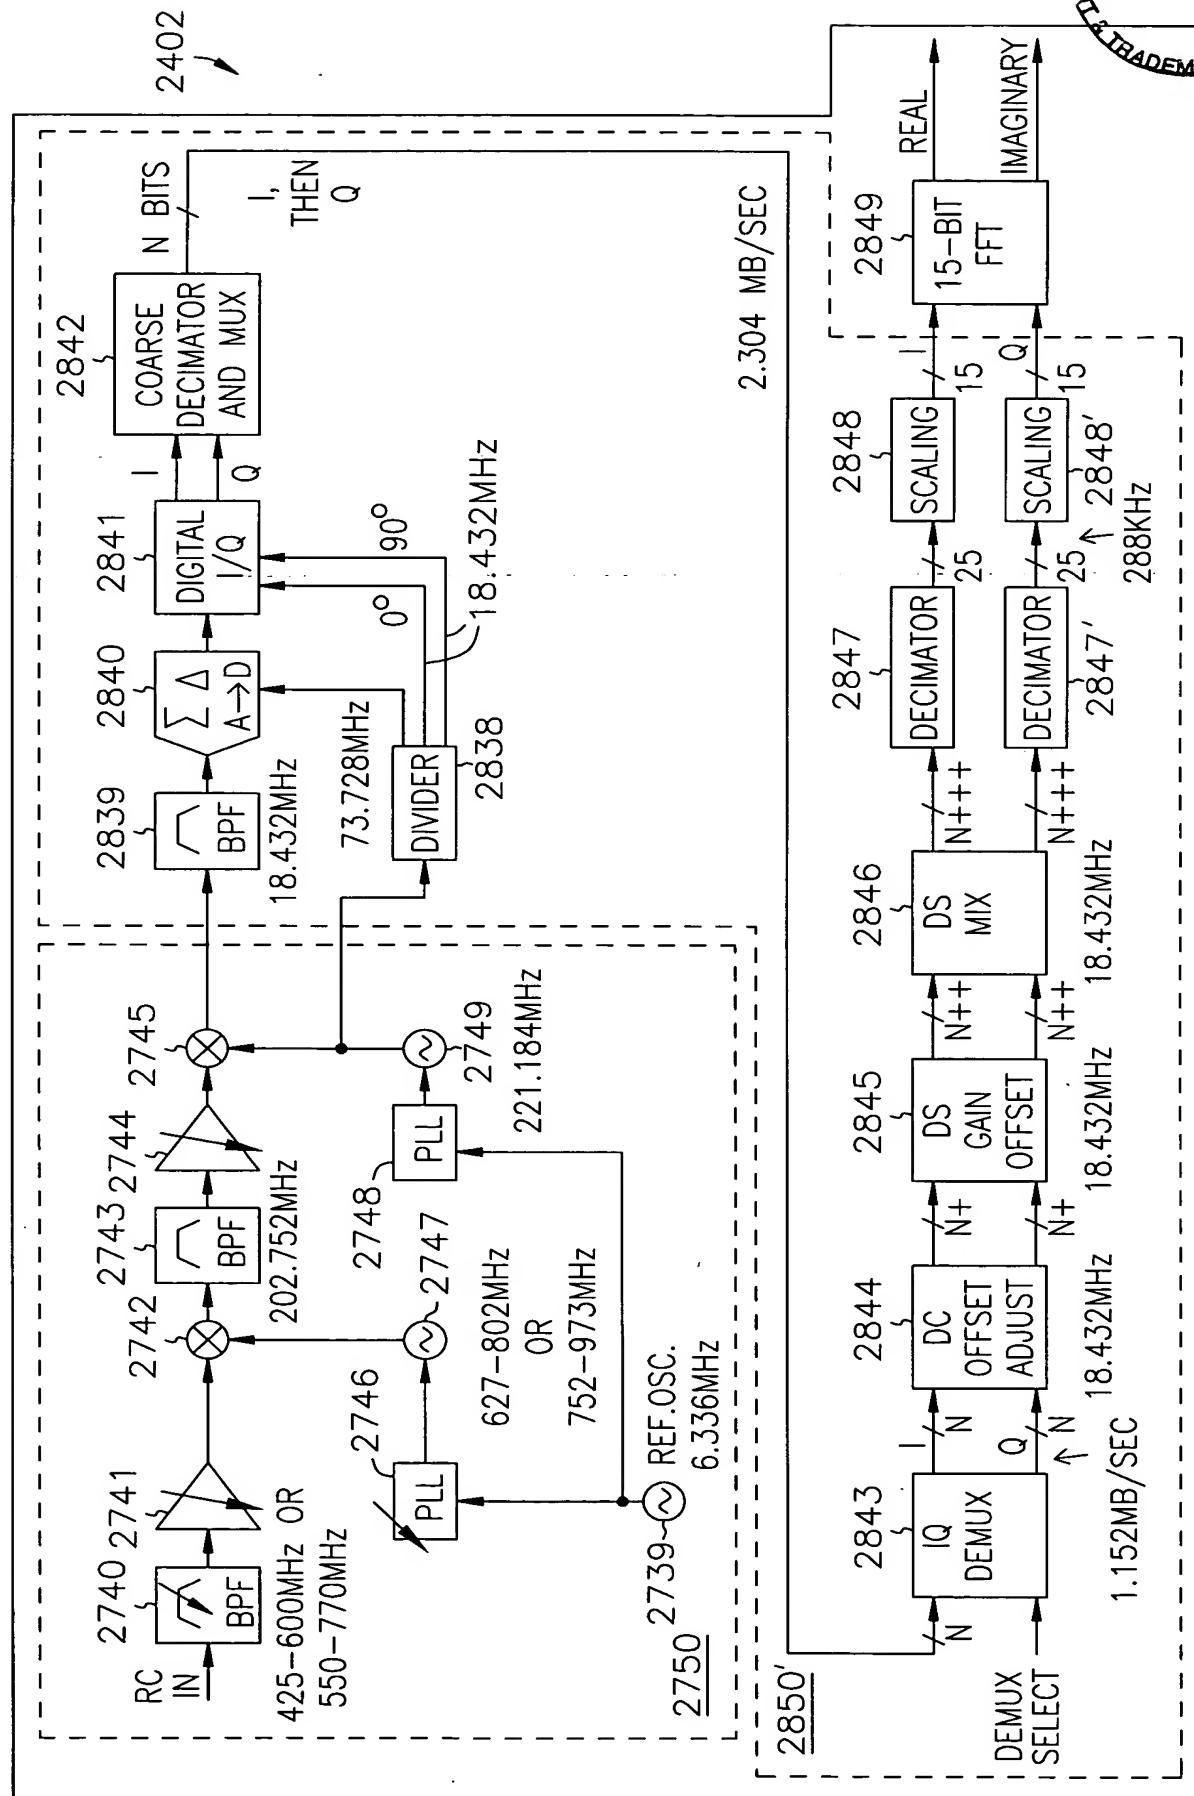 2402
RC
IN
2740
BPF
425-600MHz OR
550-770MHz
2741
2742
2743
BPF
202.752MHz
2744
2745
2746
PLL
2747
627-802MHz
OR
752-973MHz
2748
PLL
2749
221.184MHz
2739
REF.OSC.
6.336MHz
2750
2839
BPF
18.432MHz
2840
Σ Δ
A→D
2841
DIGITAL
I/Q
I
Q
2842
COARSE
DECIMATOR
AND MUX
N BITS
I,
THEN
Q
73.728MHz
DIVIDER
2838
0°
90°
18.432MHz
2.304 MB/SEC
2850'
DEMUX
SELECT
N
2843
IQ
DEMUX
1.152MB/SEC
I
N
Q
N
2844
DC
OFFSET
ADJUST
18.432MHz
N+
N+
2845
DS
GAIN
OFFSET
18.432MHz
N++
N++
2846
DS
MIX
18.432MHz
N+++
N+++
2847
DECIMATOR
DECIMATOR
2847'
25
25
288KHz
2848
SCALING
SCALING
2848'
I
15
Q
15
2849
15-BIT
FFT
REAL
IMAGINARY
T & TRADEM